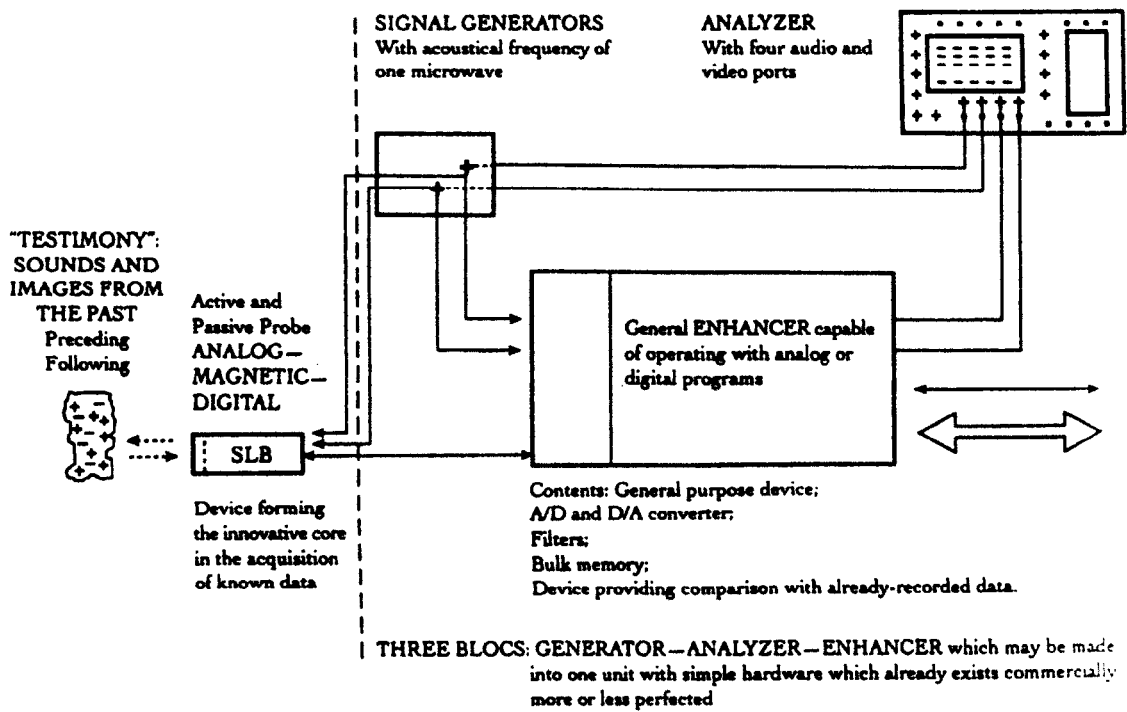 SIGNAL GENERATORS
With acoustical frequency of
one microwave
ANALYZER
With four audio and
video ports
"TESTIMONY":
SOUNDS AND
IMAGES FROM
THE PAST
Preceding
Following
Active and
Passive Probe
ANALOG—
MAGNETIC—
DIGITAL
SLB
Device forming
the innovative core
in the acquisition
of known data
General ENHANCER capable
of operating with analog or
digital programs
Contents: General purpose device;
A/D and D/A converter;
Filters;
Bulk memory;
Device providing comparison with already-recorded data.
THREE BLOCS: GENERATOR—ANALYZER—ENHANCER which may be made
into one unit with simple hardware which already exists commercially
more or less perfected